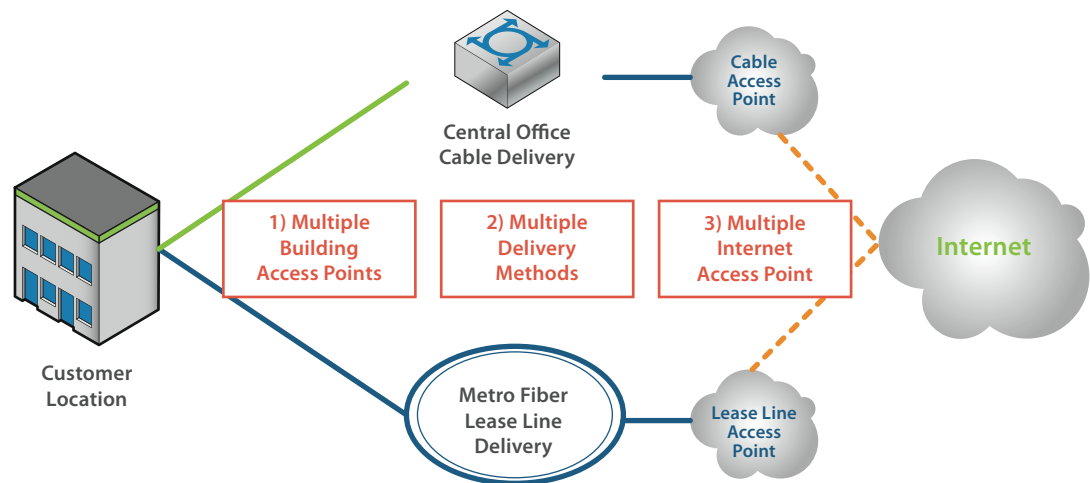 Cable
Access
Point
Central Office
Cable Delivery
1) Multiple
Building
Access Points
2) Multiple
Delivery
Methods
3) Multiple
Internet
Access Point
Internet
Customer
Location
Metro Fiber
Lease Line
Delivery
Lease Line
Access
Point